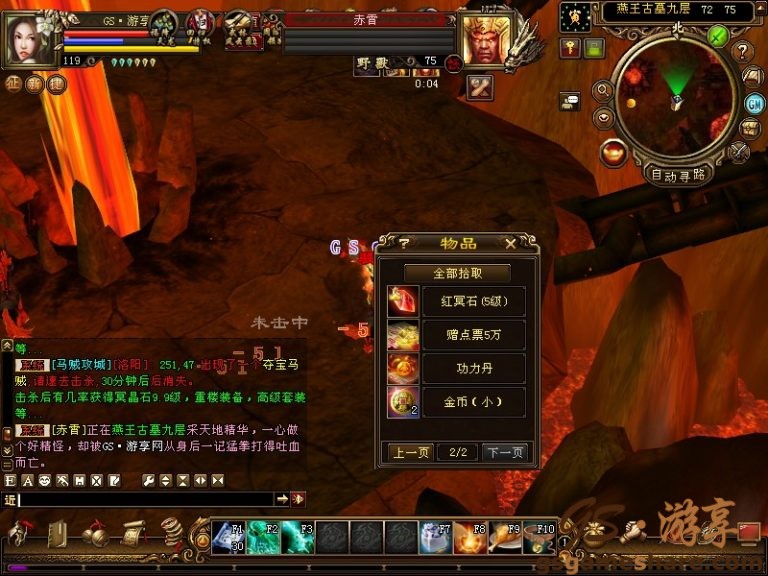 GS·游享
赤霄
燕王古墓九层 72 75
北
119
野兽
75
0:04
GM
自动寻路
GS
物品
全部拾取
红冥石(5级)
赠点票5万
功力丹
金币(小)
2
上一页 2/2 下一页
未击中
-5
-51
等...
[马贼攻城][洛阳] 251,47.出现了一个夺宝马
贼,请速去击杀,30分钟后后消失。
击杀后有几率获得冥晶石9.9级,重楼装备,高级套装
等...
[赤霄]正在燕王古墓九层采天地精华,一心做
个好精怪,却被GS·游享网从身后一记猛拳打得吐血
而亡。
近
F1 F2 F3 F7 F8 F9 F10
30
GS·游享
gsgameshare.com